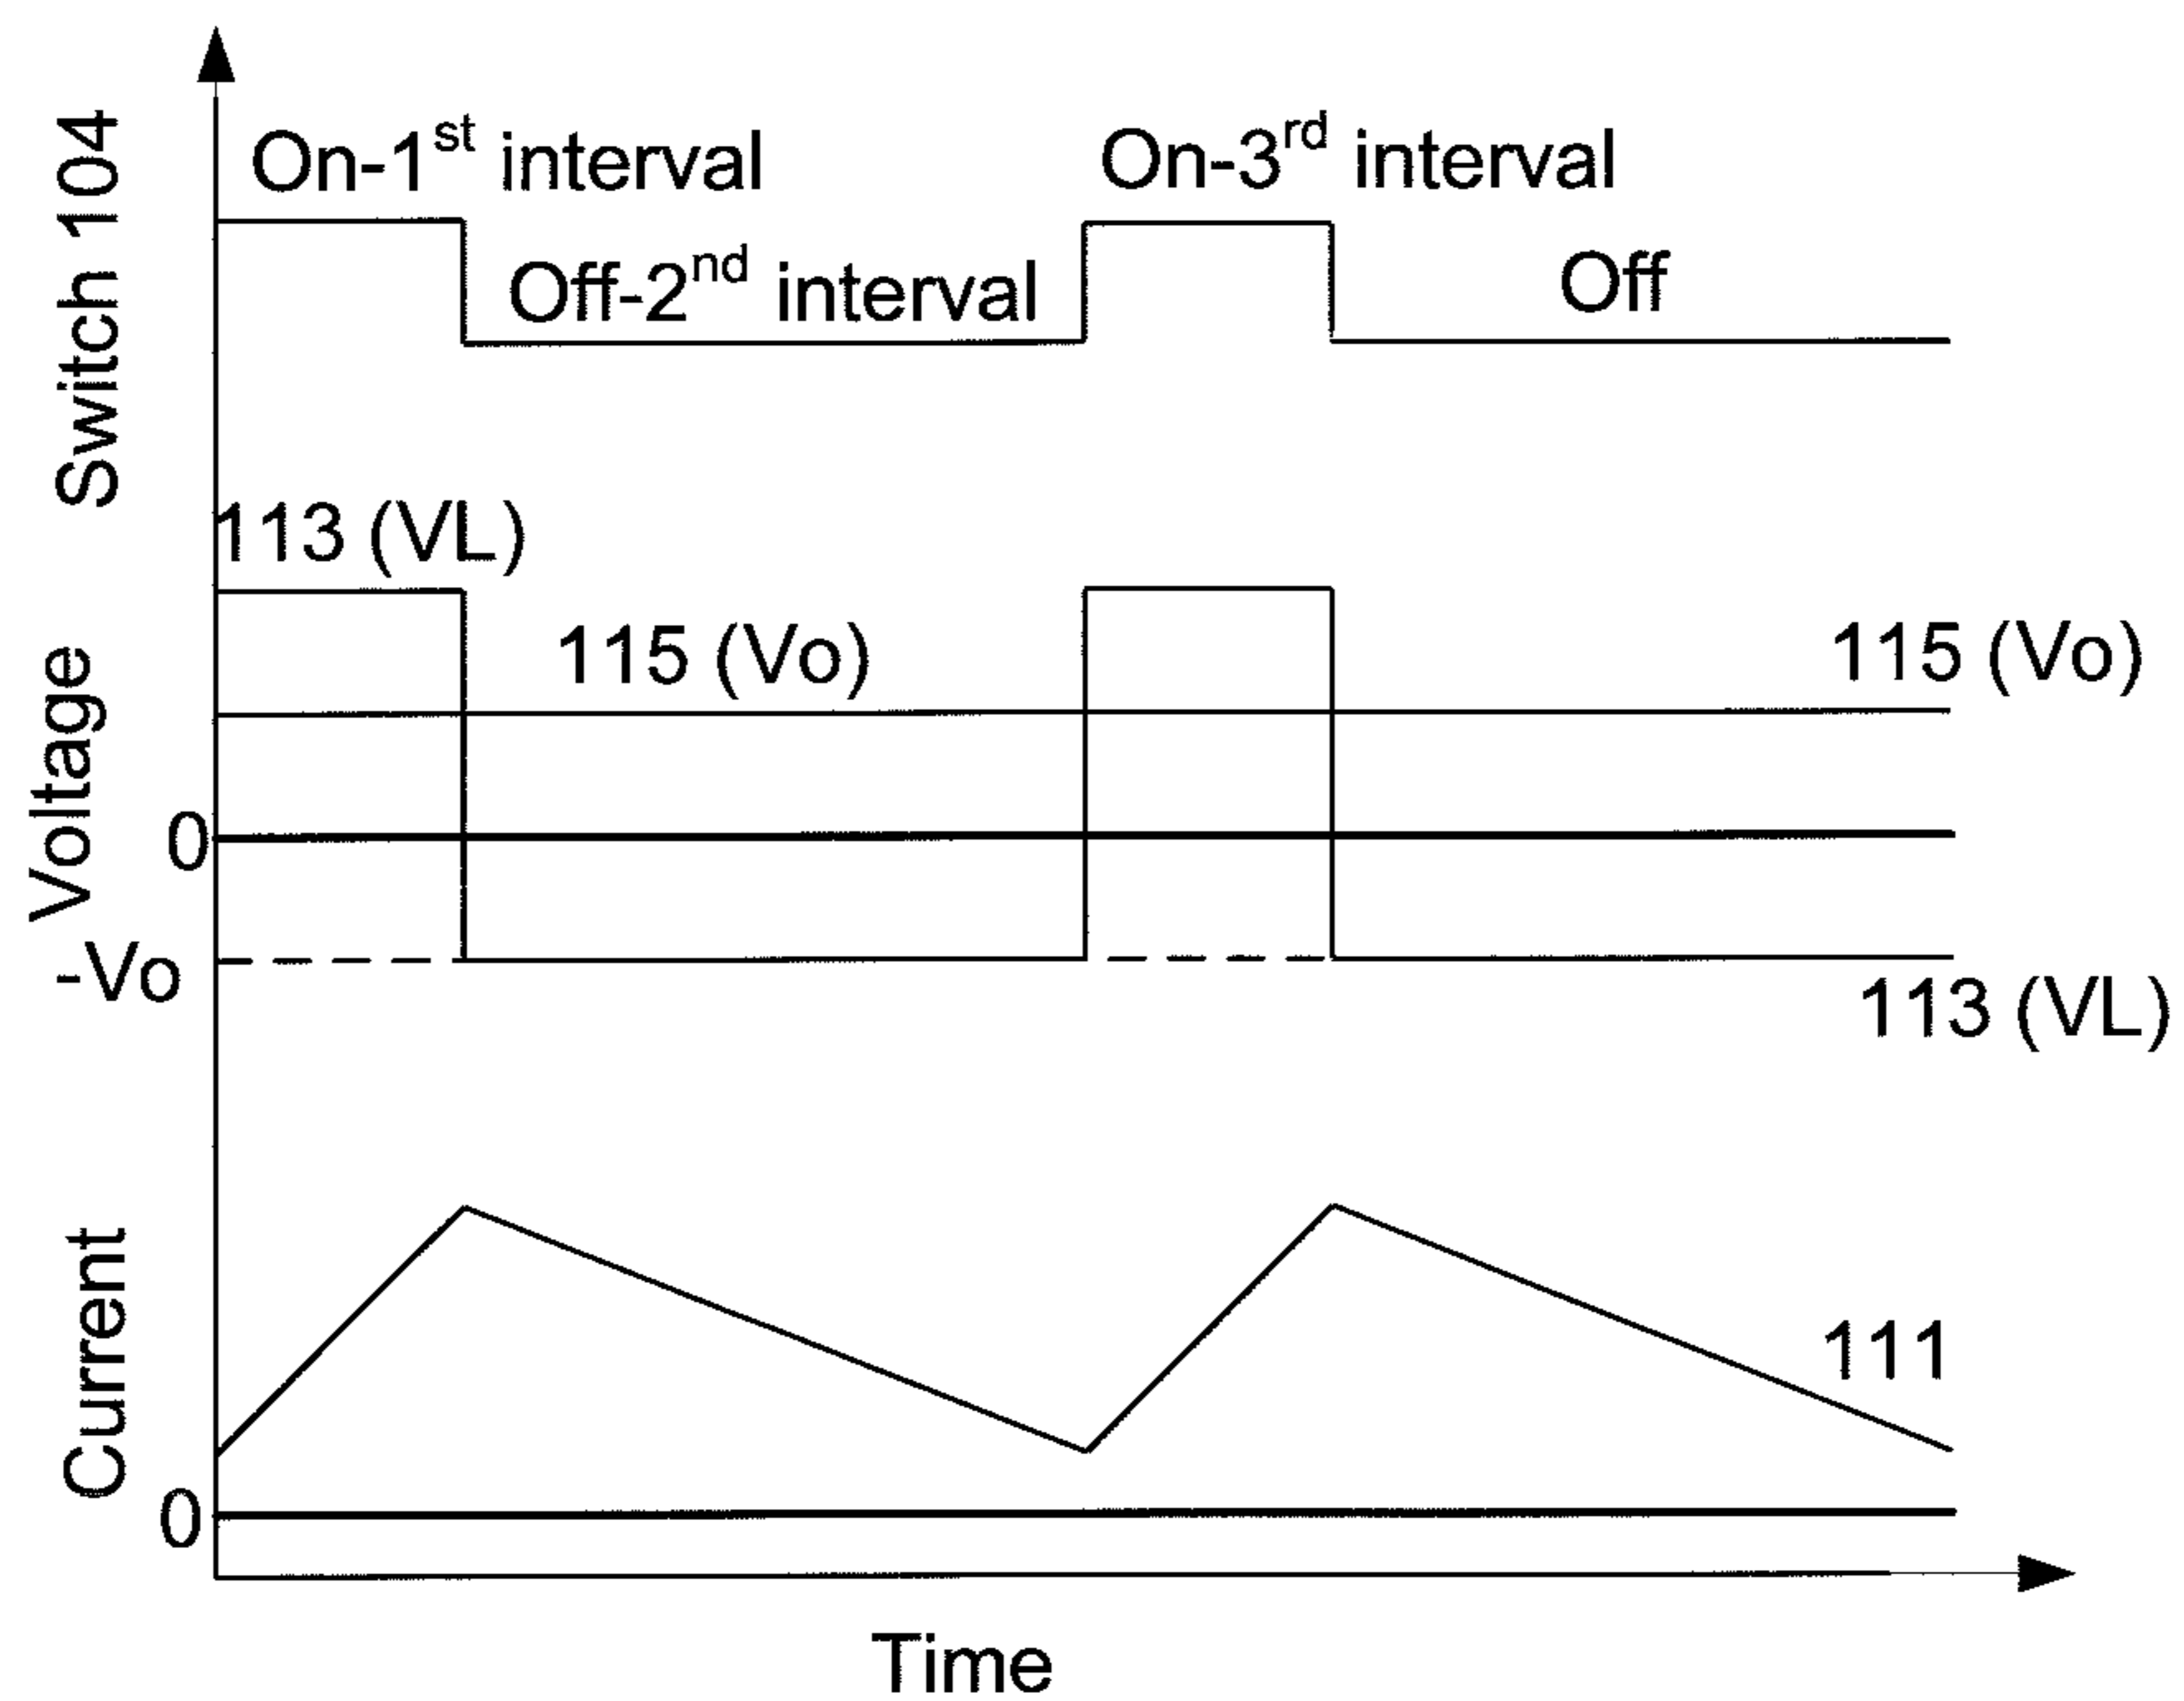 Switch 104
On-1st interval
On-3rd interval
Off-2nd interval
Off
Voltage
113 (VL)
115 (Vo)
115 (Vo)
0
-Vo
113 (VL)
Current
111
0
Time